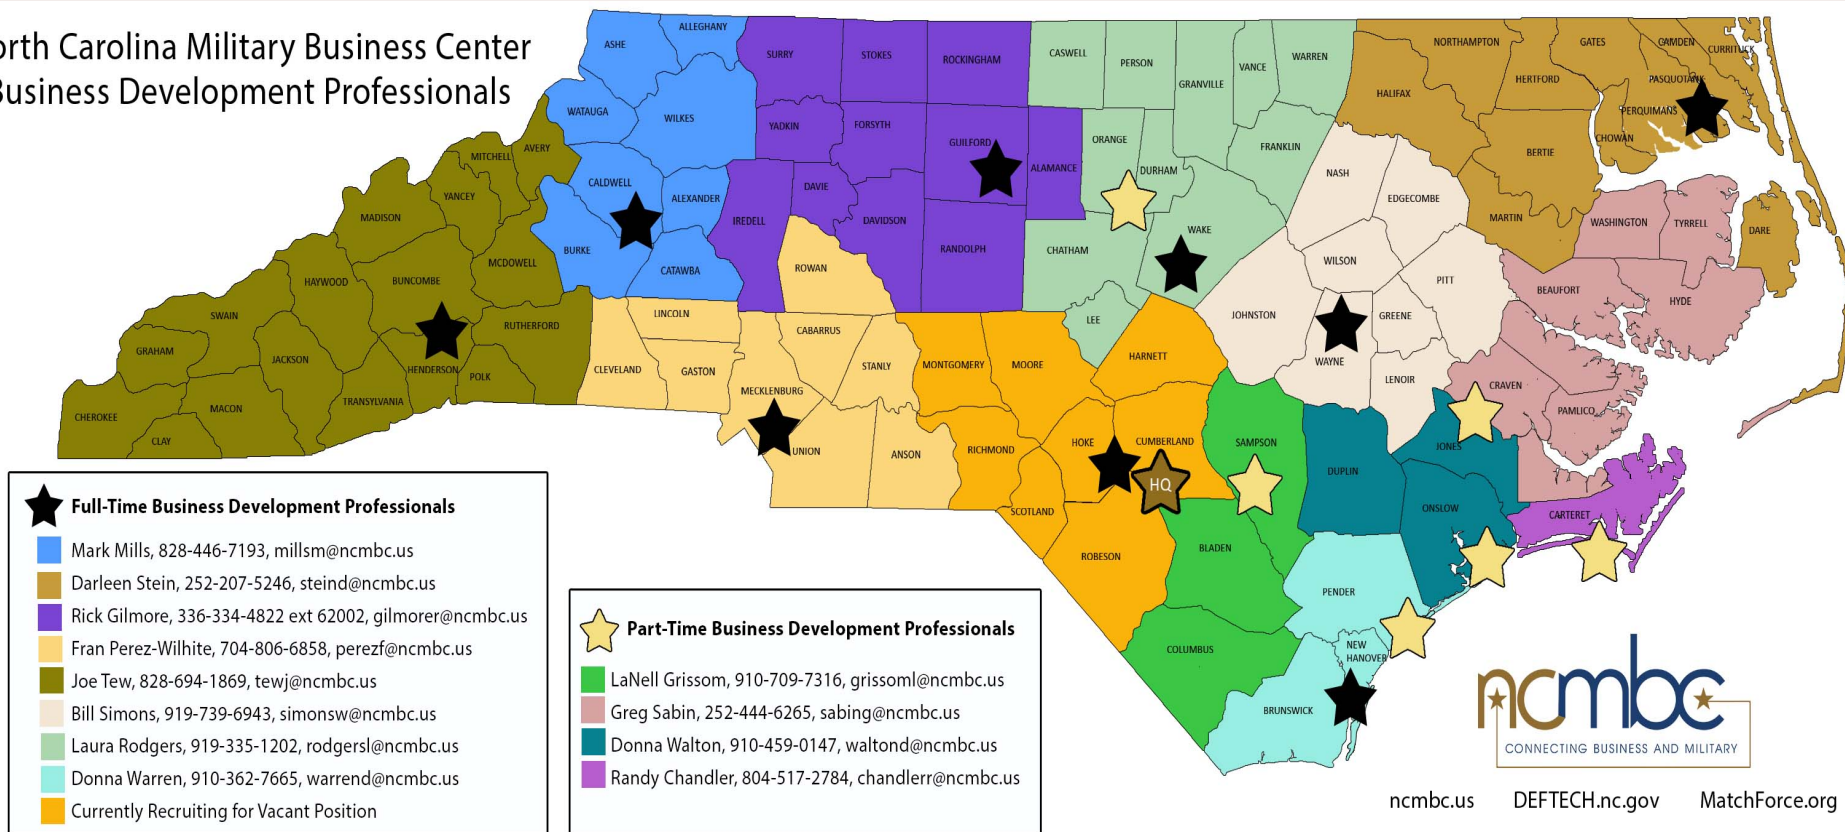 orth Carolina Military Business Center
Business Development Professionals
ASHE
ALLEGHANY
SURRY
STOKES
ROCKINGHAM
CASWELL
PERSON
GRANVILLE
VANCE
WARREN
NORTHAMPTON
GATES
CAMDEN
CURRITUCK
HALIFAX
HERTFORD
PASQUOTANK
PERQUIMANS
CHOWAN
WATAUGA
WILKES
YADKIN
FORSYTH
GUILFORD
ALAMANCE
ORANGE
DURHAM
FRANKLIN
NASH
EDGECOMBE
BERTIE
MARTIN
WASHINGTON
TYRRELL
DARE
MITCHELL
AVERY
YANCEY
MADISON
CALDWELL
ALEXANDER
IREDELL
DAVIE
DAVIDSON
RANDOLPH
CHATHAM
WAKE
BURKE
CATAWBA
ROWAN
WILSON
PITT
BEAUFORT
HYDE
HAYWOOD
BUNCOMBE
MCDOWELL
SWAIN
RUTHERFORD
LINCOLN
CABARRUS
LEE
JOHNSTON
GREENE
GRAHAM
JACKSON
HENDERSON
POLK
CLEVELAND
GASTON
MECKLENBURG
STANLY
MONTGOMERY
MOORE
HARNETT
WAYNE
LENOIR
CRAVEN
PAMLICO
CHEROKEE
MACON
TRANSYLVANIA
CLAY
UNION
ANSON
RICHMOND
HOKE
CUMBERLAND
SAMPSON
DUPLIN
JONES
HQ
SCOTLAND
ONSLOW
CARTERET
ROBESON
BLADEN
PENDER
COLUMBUS
NEW
HANOVER
BRUNSWICK
Full-Time Business Development Professionals
Mark Mills, 828-446-7193, millsm@ncmbc.us
Darleen Stein, 252-207-5246, steind@ncmbc.us
Rick Gilmore, 336-334-4822 ext 62002, gilmorer@ncmbc.us
Fran Perez-Wilhite, 704-806-6858, perezf@ncmbc.us
Joe Tew, 828-694-1869, tewj@ncmbc.us
Bill Simons, 919-739-6943, simonsw@ncmbc.us
Laura Rodgers, 919-335-1202, rodgersl@ncmbc.us
Donna Warren, 910-362-7665, warrend@ncmbc.us
Currently Recruiting for Vacant Position
Part-Time Business Development Professionals
LaNell Grissom, 910-709-7316, grissoml@ncmbc.us
Greg Sabin, 252-444-6265, sabing@ncmbc.us
Donna Walton, 910-459-0147, waltond@ncmbc.us
Randy Chandler, 804-517-2784, chandlerr@ncmbc.us
ncmbc
CONNECTING BUSINESS AND MILITARY
ncmbc.us DEFTECH.nc.gov MatchForce.org